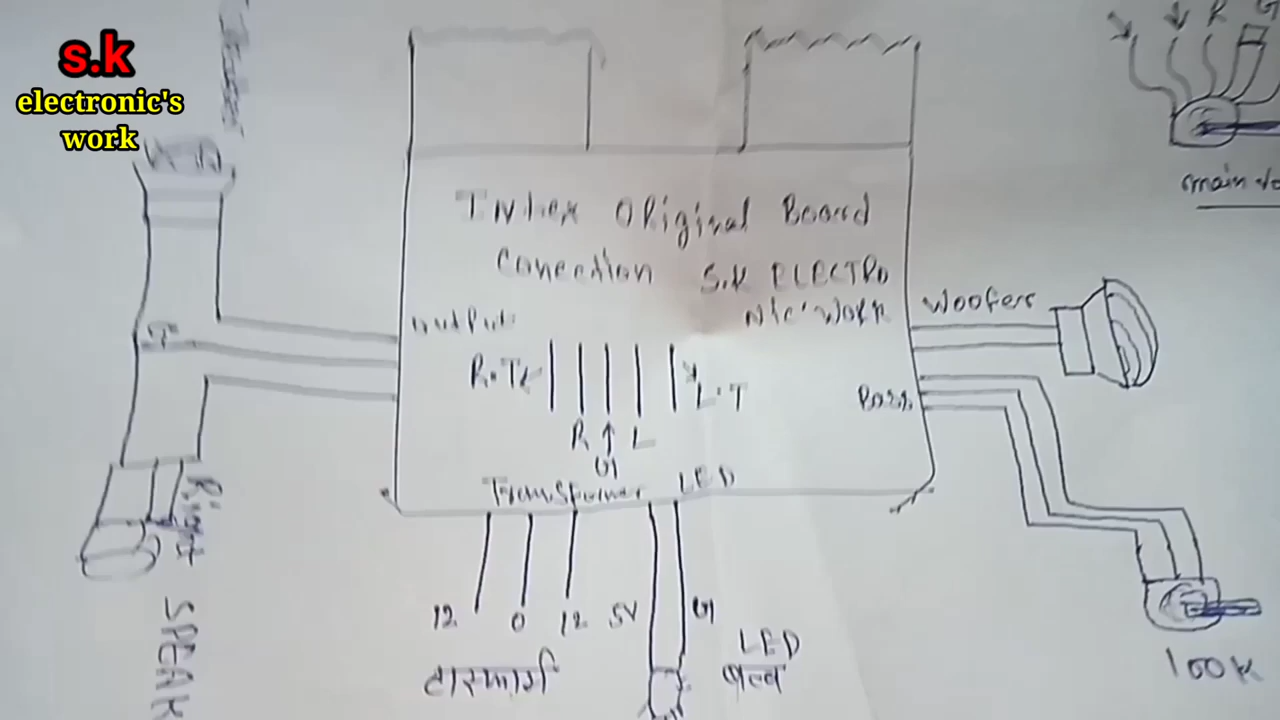 s.k
electronic's
work
R G
main vo
Intex Original Board
Conection S.K ELECTRO
Nic'Work
output
Woofers
R.T
L.T
Bass
R ↑ L
G
Transformer LED
G
Right
SPEAK
12 0 12 5V G
LED
टास्फार्मर
बल्ब
100K